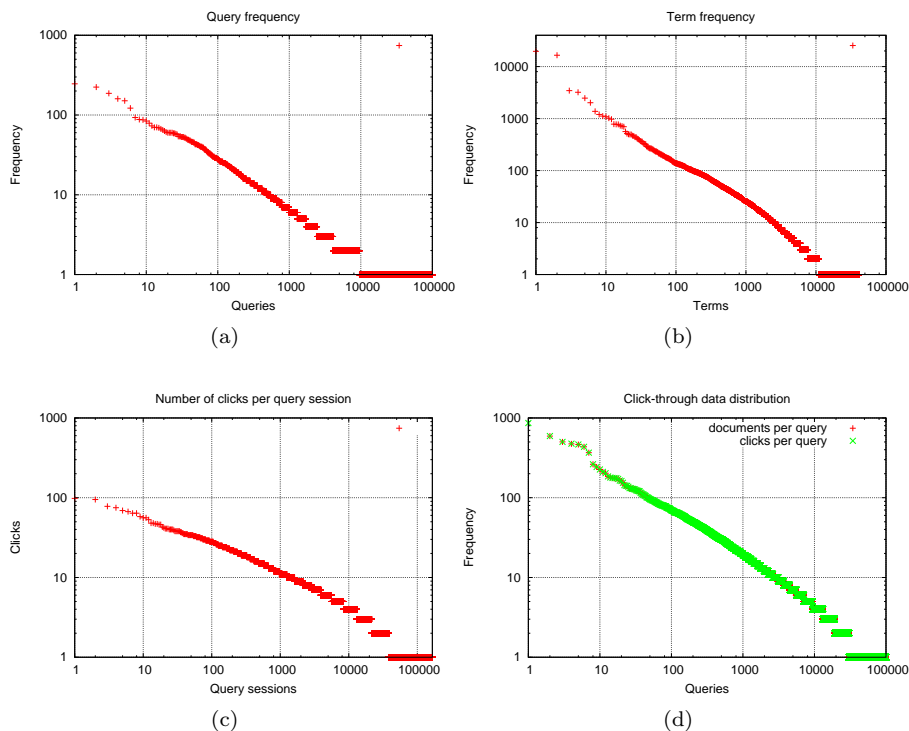 Query frequency
1000
100
10
1
Frequency
1 10 100 1000 10000 100000
Queries
(a)
Term frequency
10000
1000
100
10
1
Frequency
1 10 100 1000 10000 100000
Terms
(b)
Number of clicks per query session
1000
100
10
1
Clicks
1 10 100 1000 10000 100000
Query sessions
(c)
Click-through data distribution
documents per query
clicks per query
1000
100
10
1
Frequency
1 10 100 1000 10000 100000
Queries
(d)